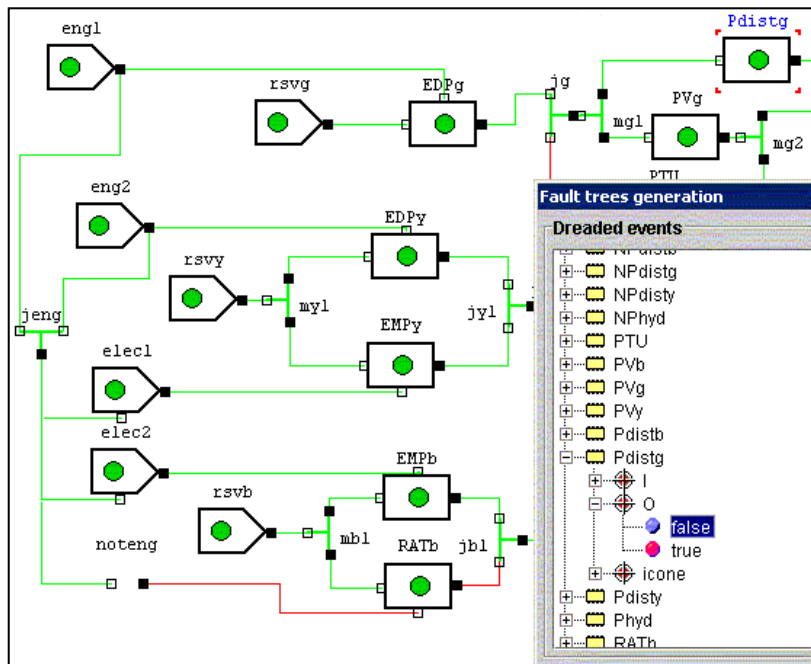 eng1
Pdistg
rsvg
EDPg
jg
PVg
mg1
mg2
PTU
eng2
EDPy
rsvy
my1
jy1
jeng
EMPy
elec1
elec2
EMPb
rsvb
mb1
jb1
noteng
RATb
Fault trees generation
Dreaded events
NPdistb
NPdistg
NPdisty
NPhyd
PTU
PVb
PVg
PVy
Pdistb
Pdistg
I
O
false
true
icone
Pdisty
Phyd
RATb